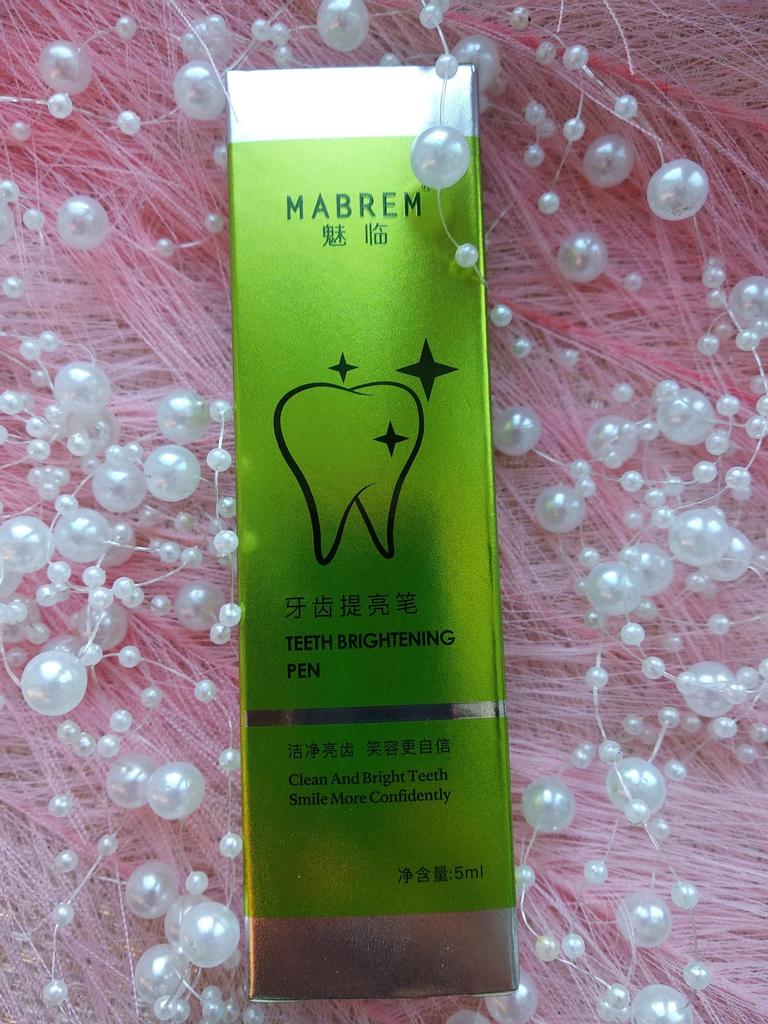 MABREM®
魅临
牙齿提亮笔
TEETH BRIGHTENING
PEN
洁净亮齿 笑容更自信
Clean And Bright Teeth
Smile More Confidently
净含量:5ml